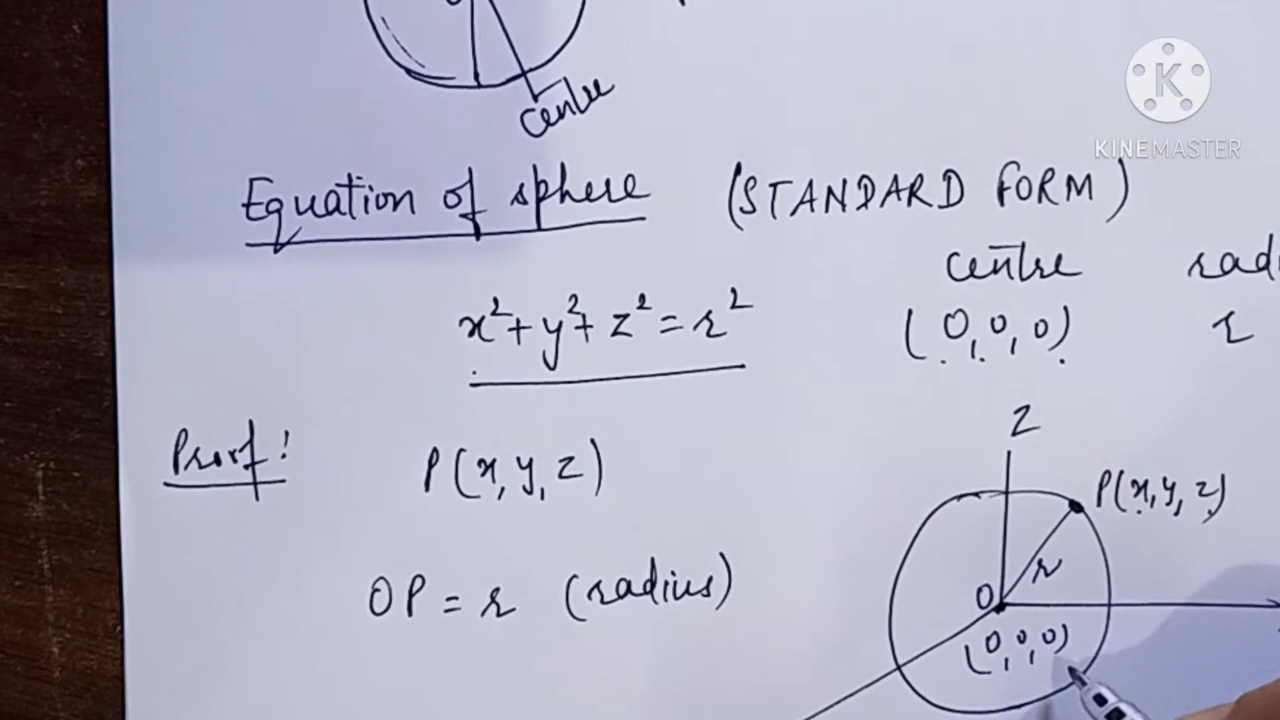 centre
KINEMASTER
Equation of sphere (STANDARD FORM)
centre radi
x²+y²+z²=r² (0,0,0) r
Z
Proof! P(x,y,z)
P(x,y,z)
r
OP=r (radius)
O
(0,0,0)